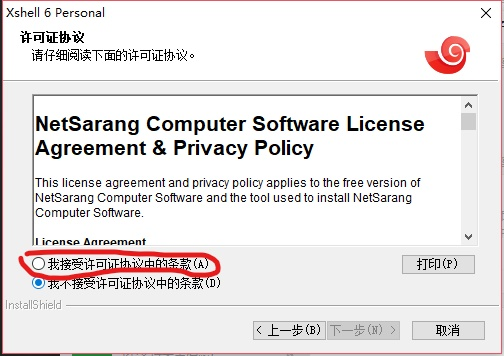 Xshell 6 Personal
许可证协议
请仔细阅读下面的许可证协议。
NetSarang Computer Software License
Agreement & Privacy Policy
This license agreement and privacy policy applies to the free version of
NetSarang Computer Software and the tool used to install NetSarang
Computer Software.
License Agreement
我接受许可证协议中的条款(A)
打印(P)
我不接受许可证协议中的条款(D)
InstallShield
< 上一步(B)
下一步(N) >
取消